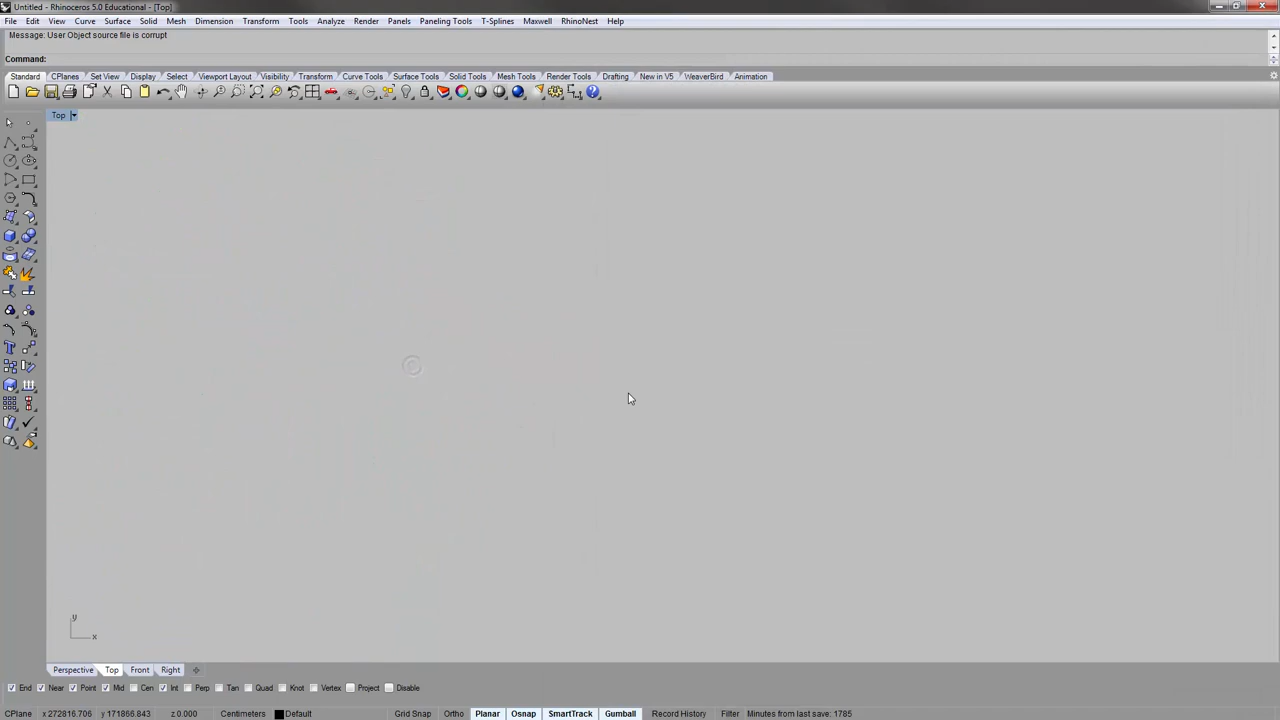 Untitled - Rhinoceros 5.0 Educational - [Top]
File Edit View Curve Surface Solid Mesh Dimension Transform Tools Analyze Render Panels Paneling Tools T-Splines Maxwell RhinoNest Help
Message: User Object source file is corrupt
Command:
Standard CPlanes Set View Display Select Viewport Layout Visibility Transform Curve Tools Surface Tools Solid Tools Mesh Tools Render Tools Drafting New in V5 WeaverBird Animation
Top
y
x
Perspective Top Front Right
End Near Point Mid Cen Int Perp Tan Quad Knot Vertex Project Disable
CPlane x 272816.706 y 171866.843 z 0.000 Centimeters Default Grid Snap Ortho Planar Osnap SmartTrack Gumball Record History Filter Minutes from last save: 1785